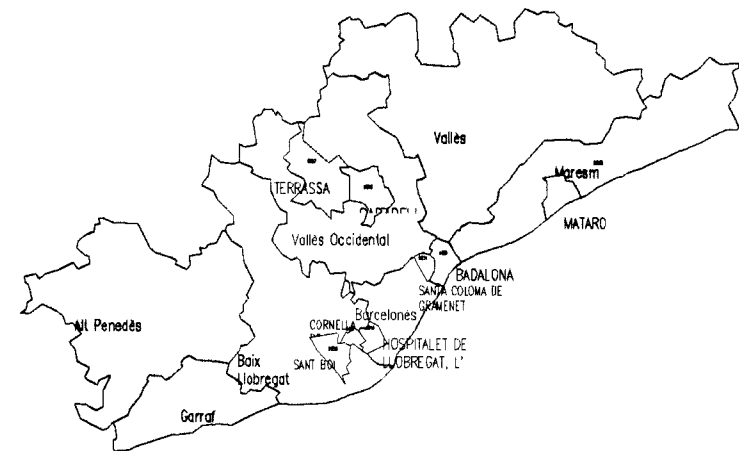 Vallès
Maresm
TERRASSA
MATARO
Vallès Occidental
BADALONA
SANTA COLOMA DE
GRAMENET
Barcelonès
CORNELLA
Alt Penedès
HOSPITALET DE
LLOBREGAT, L'
SANT BOI
Baix
Llobregat
Garraf